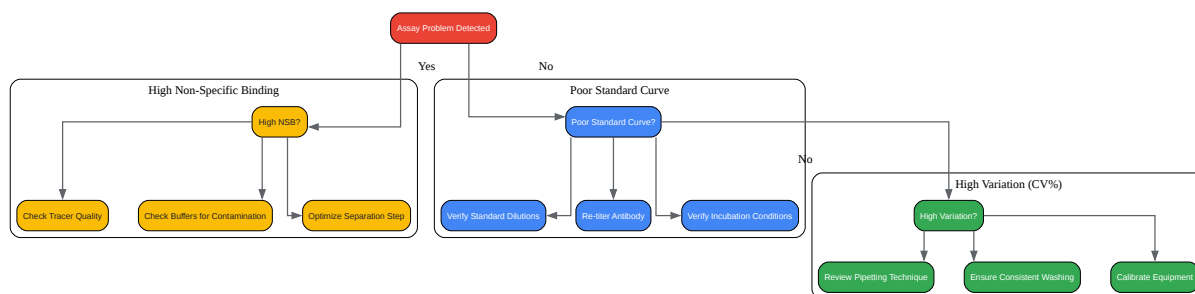 Assay Problem Detected
Yes
No
High Non-Specific Binding
Poor Standard Curve
High NSB?
Poor Standard Curve?
No
High Variation (CV%)
Check Tracer Quality
Check Buffers for Contamination
Optimize Separation Step
Verify Standard Dilutions
Re-titer Antibody
Verify Incubation Conditions
High Variation?
Review Pipetting Technique
Ensure Consistent Washing
Calibrate Equipment